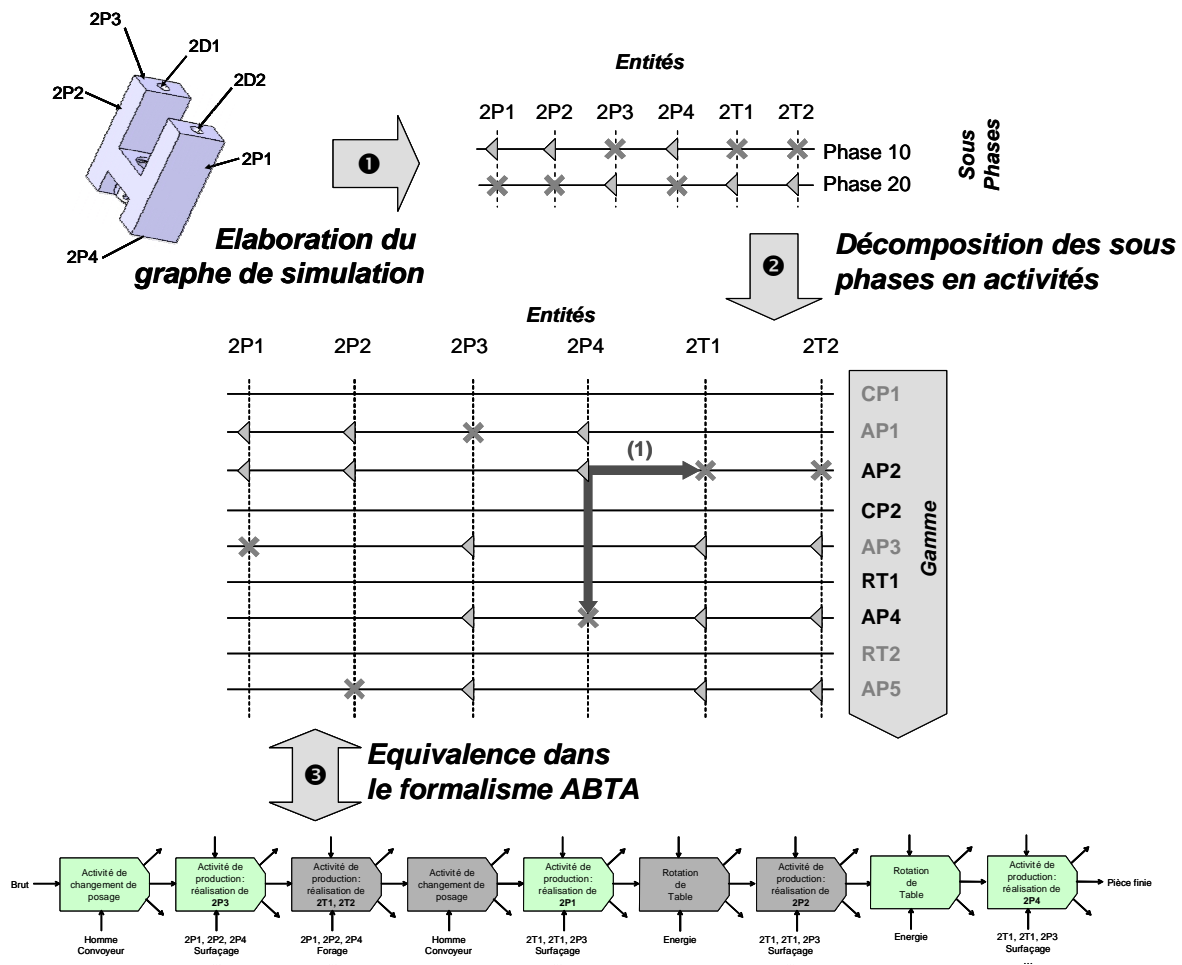 2P3
2D1
2D2
2P2
2P1
2P4
Elaboration du
graphe de simulation
❶
Entités
2P1 2P2 2P3 2P4 2T1 2T2
Phase 10
Phase 20
Sous
Phases
❷
Décomposition des sous
phases en activités
Entités
2P1 2P2 2P3 2P4 2T1 2T2
CP1
AP1
(1)
AP2
CP2
AP3
RT1
AP4
RT2
AP5
Gamme
❸
Equivalence dans
le formalisme ABTA
Brut
Activité de
changement de
posage
Homme
Convoyeur
Activité de
production:
réalisation de
2P3
2P1, 2P2, 2P4
Surfaçage
Activité de
production:
réalisation de
2T1, 2T2
2P1, 2P2, 2P4
Forage
Activité de
changement de
posage
Homme
Convoyeur
Activité de
production:
réalisation de
2P1
2T1, 2T1, 2P3
Surfaçage
Rotation
de
Table
Energie
Activité de
production:
réalisation de
2P2
2T1, 2T1, 2P3
Surfaçage
Rotation
de
Table
Energie
Activité de
production:
réalisation de
2P4
2T1, 2T1, 2P3
Surfaçage
...
Pièce finie